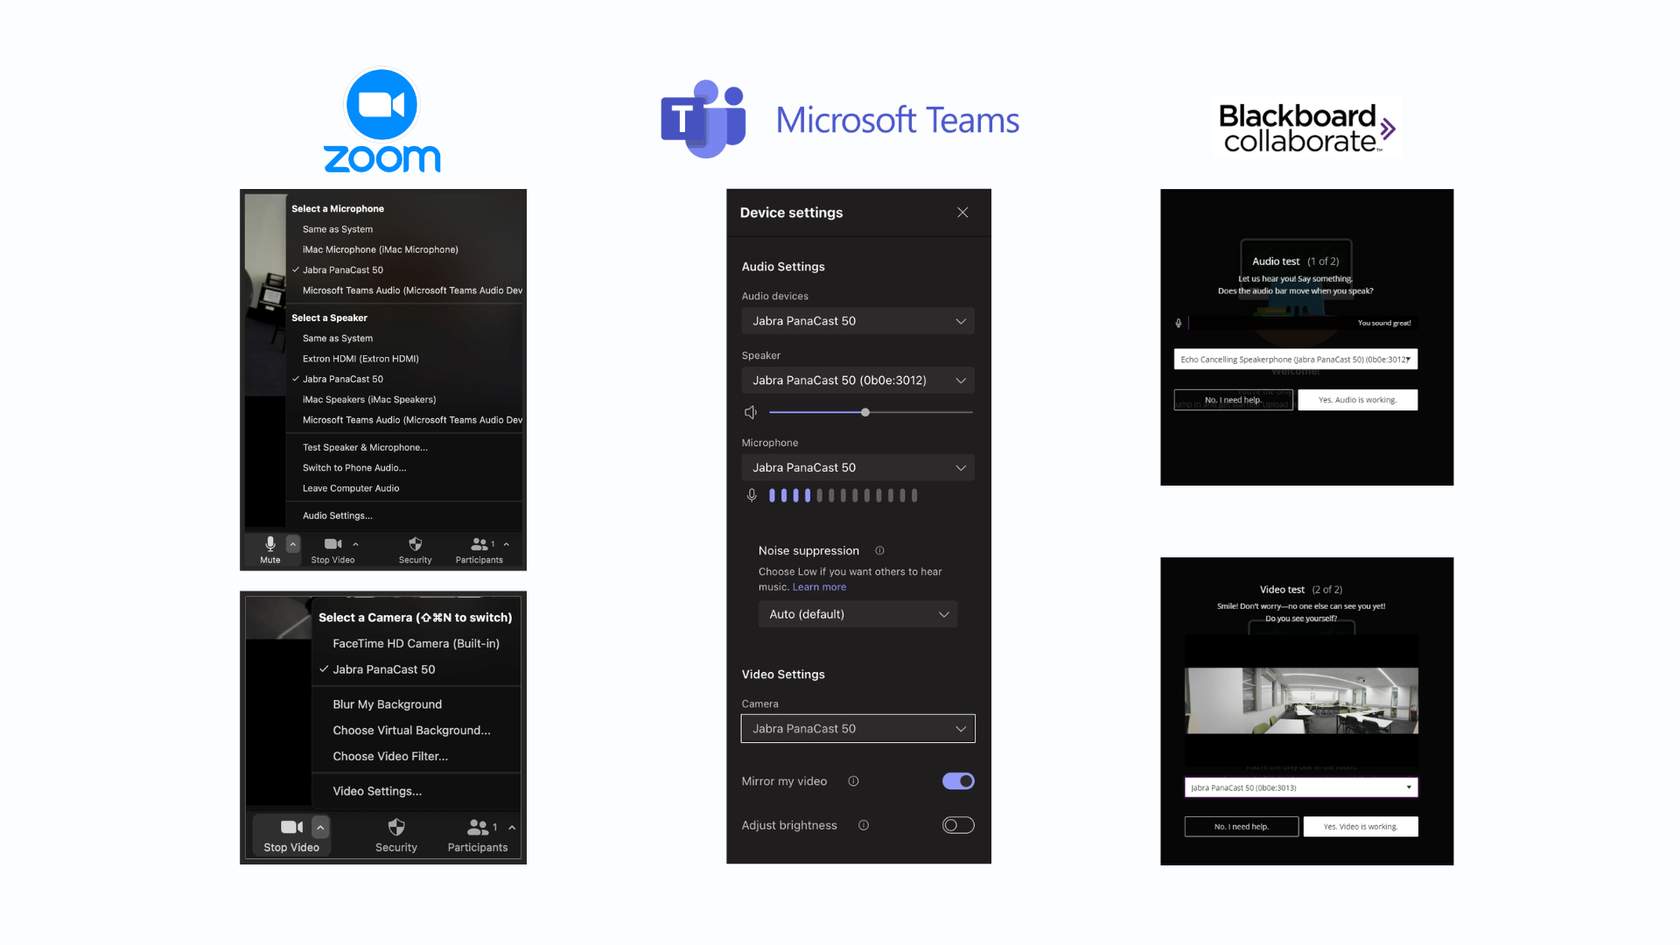 zoom
Select a Microphone
Same as System
iMac Microphone (iMac Microphone)
✓ Jabra PanaCast 50
Microsoft Teams Audio (Microsoft Teams Audio Dev
Select a Speaker
Same as System
Extron HDMI (Extron HDMI)
✓ Jabra PanaCast 50
iMac Speakers (iMac Speakers)
Microsoft Teams Audio (Microsoft Teams Audio Dev
Test Speaker & Microphone...
Switch to Phone Audio...
Leave Computer Audio
Audio Settings...
1
Mute Stop Video Security Participants
Select a Camera (⇧⌘N to switch)
FaceTime HD Camera (Built-in)
✓ Jabra PanaCast 50
Blur My Background
Choose Virtual Background...
Choose Video Filter...
Video Settings...
1
Stop Video Security Participants
T Microsoft Teams
Device settings
Audio Settings
Audio devices
Jabra PanaCast 50
Speaker
Jabra PanaCast 50 (0b0e:3012)
Microphone
Jabra PanaCast 50
Noise suppression
Choose Low if you want others to hear
music. Learn more
Auto (default)
Video Settings
Camera
Jabra PanaCast 50
Mirror my video
Adjust brightness
Blackboard
collaborate™
Audio test (1 of 2)
Let us hear you! Say something.
Does the audio bar move when you speak?
You sound great!
Echo Cancelling Speakerphone (Jabra PanaCast 50) (0b0e:3012)
Welcome!
No. I need help. Yes. Audio is working.
Video test (2 of 2)
Smile! Don't worry—no one else can see you yet!
Do you see yourself?
Jabra PanaCast 50 (0b0e:3013)
No. I need help. Yes. Video is working.